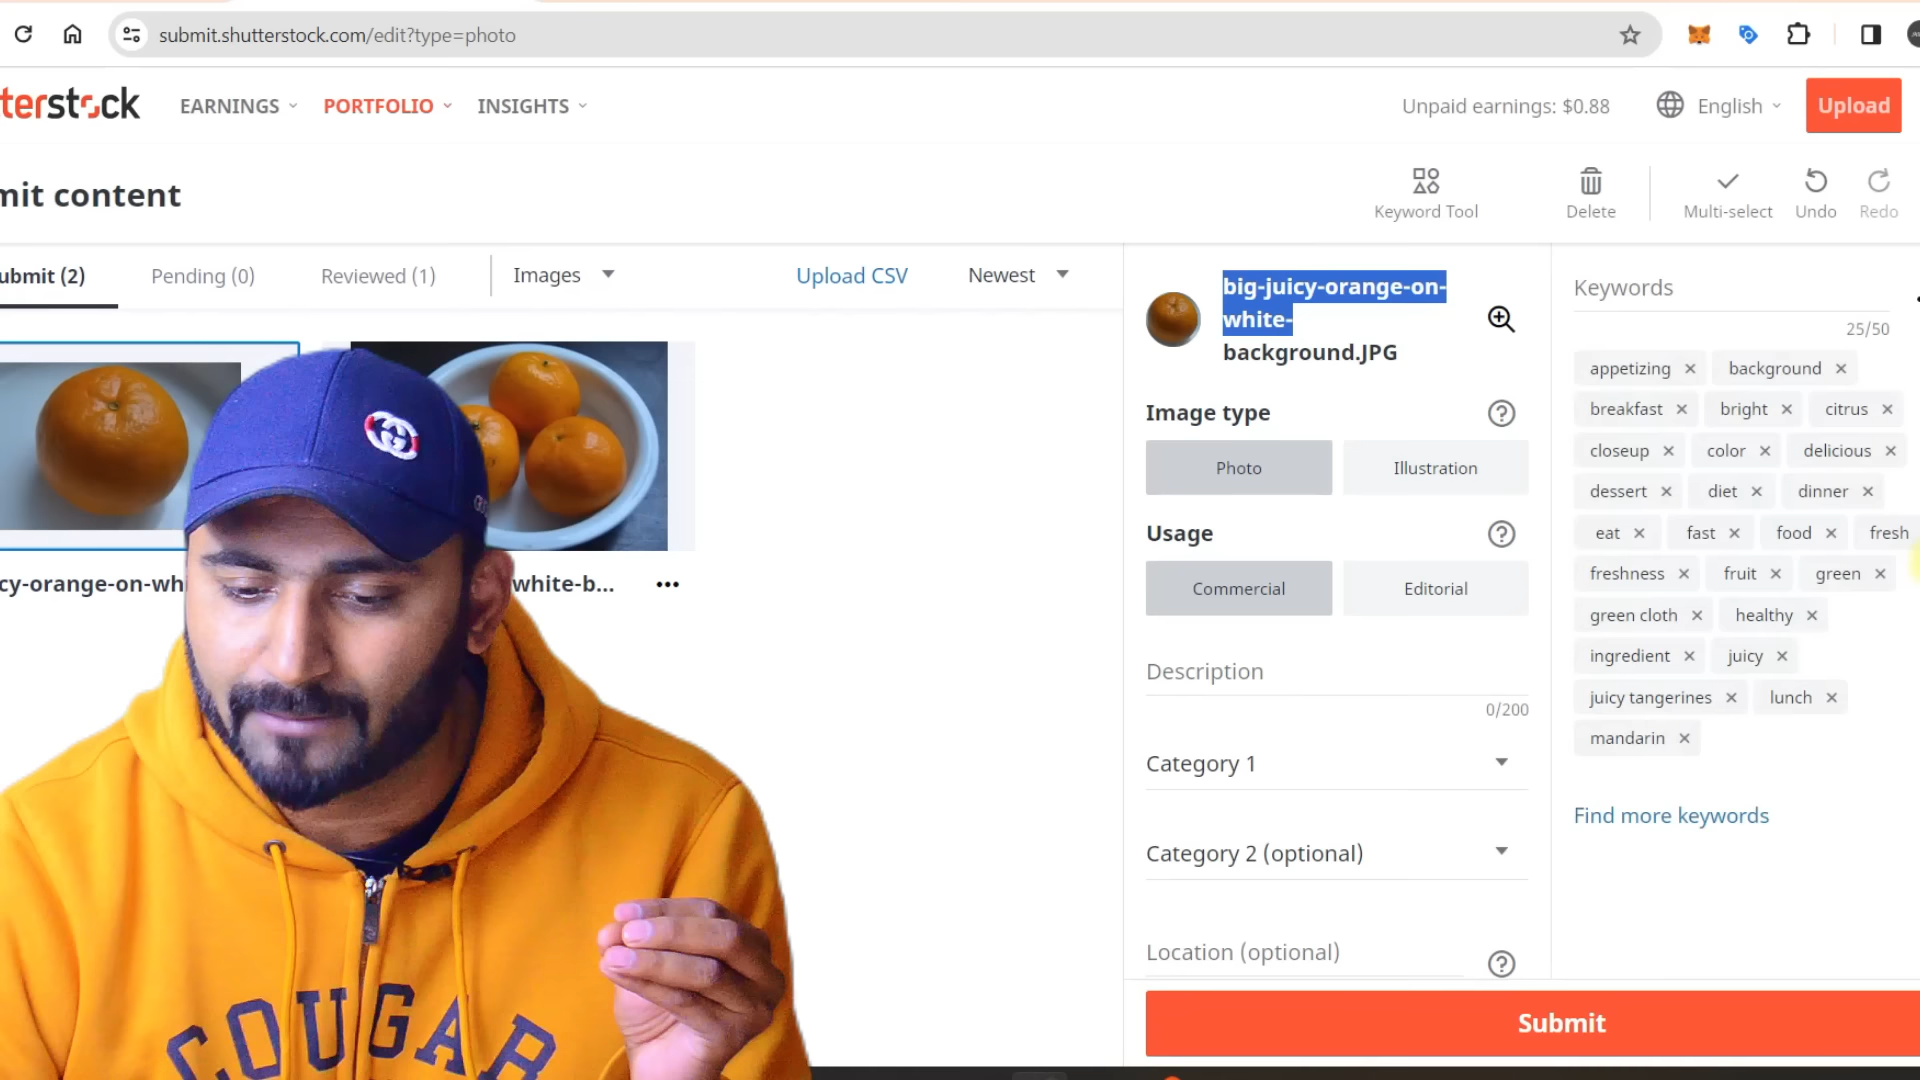 submit.shutterstock.com/edit?type=photo
terstock
EARNINGS
PORTFOLIO
INSIGHTS
Unpaid earnings: $0.88
English
Upload
mit content
Keyword Tool
Delete
Multi-select
Undo
Redo
ubmit (2)
Pending (0)
Reviewed (1)
Images
Upload CSV
Newest
cy-orange-on-wh
white-b...
big-juicy-orange-on-
white-
background.JPG
Image type
Photo
Illustration
Usage
Commercial
Editorial
Description
0/200
Category 1
Category 2 (optional)
Location (optional)
Keywords
25/50
appetizing
background
breakfast
bright
citrus
closeup
color
delicious
dessert
diet
dinner
eat
fast
food
fresh
freshness
fruit
green
green cloth
healthy
ingredient
juicy
juicy tangerines
lunch
mandarin
Find more keywords
Submit
COUGAR